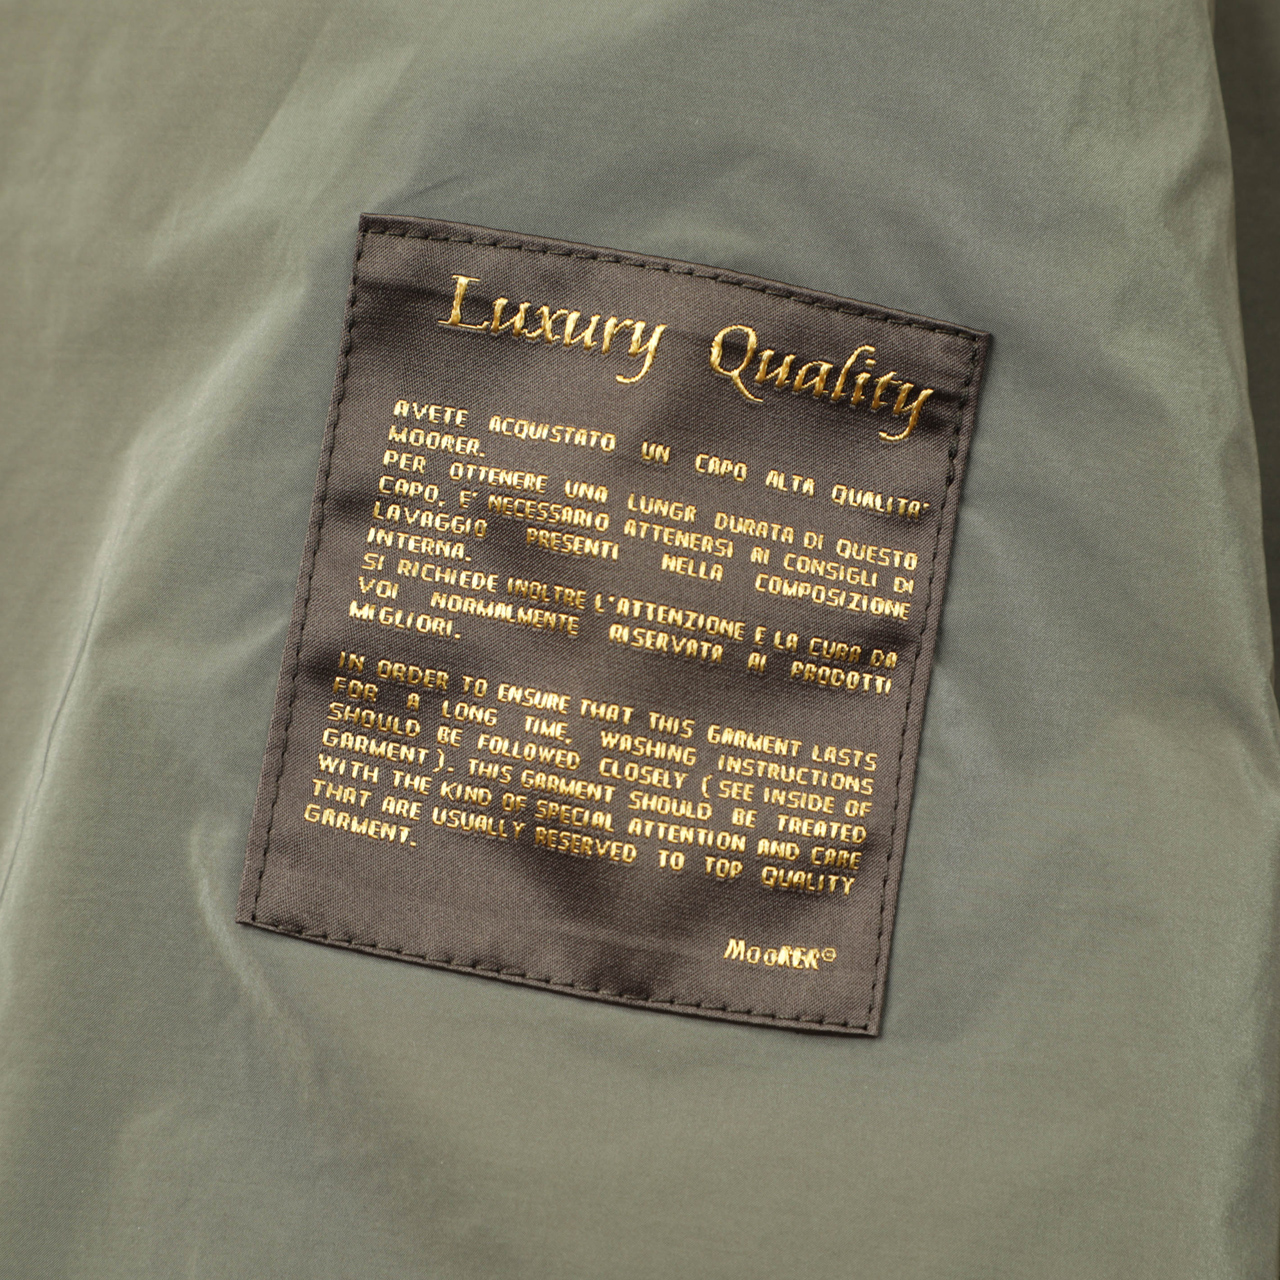 Luxury Quality
AVETE ACQUISTATO UN CAPO ALTA QUALITA'
MOORER.
PER OTTENERE UNA LUNGA DURATA DI QUESTO
CAPO, E' NECESSARIO ATTENERSI AI CONSIGLI DI
LAVAGGIO PRESENTI NELLA COMPOSIZIONE
INTERNA.
SI RICHIEDE INOLTRE L'ATTENZIONE E LA CURA DA
VOI NORMALMENTE RISERVATA AI PRODOTTI
MIGLIORI.
IN ORDER TO ENSURE THAT THIS GARMENT LASTS
FOR A LONG TIME, WASHING INSTRUCTIONS
SHOULD BE FOLLOWED CLOSELY ( SEE INSIDE OF
GARMENT ). THIS GARMENT SHOULD BE TREATED
WITH THE KIND OF SPECIAL ATTENTION AND CARE
THAT ARE USUALLY RESERVED TO TOP QUALITY
GARMENT.
MOORER®